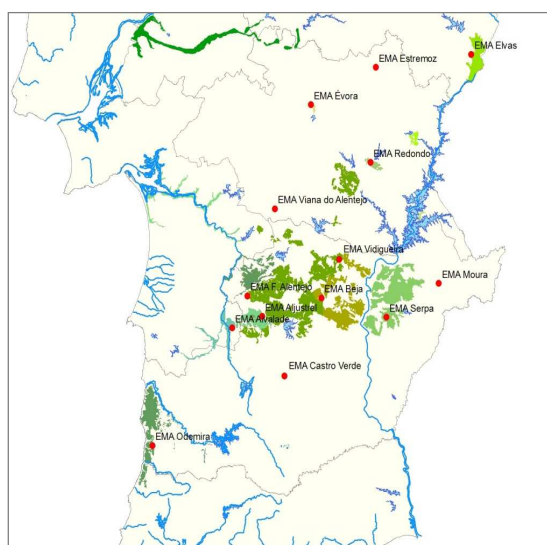 EMA Elvas
EMA Estremoz
EMA Évora
EMA Redondo
EMA Viana do Alentejo
EMA Vidigueira
EMA Moura
EMA F. Alentejo
EMA Beja
EMA Aljustrel
EMA Serpa
EMA Alvalade
EMA Castro Verde
EMA Odemira